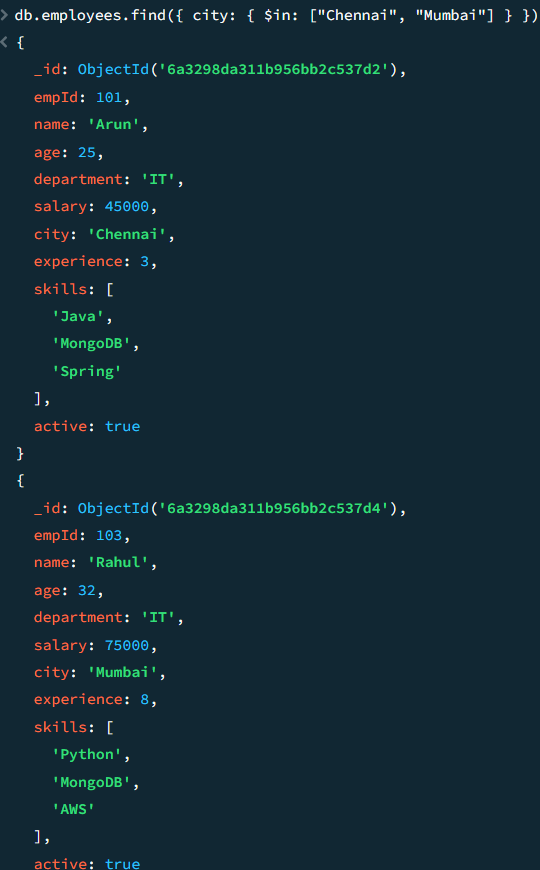 db.employees.find({ city: { $in: ["Chennai", "Mumbai"] } })
{
_id: ObjectId('6a3298da311b956bb2c537d2'),
empId: 101,
name: 'Arun',
age: 25,
department: 'IT',
salary: 45000,
city: 'Chennai',
experience: 3,
skills: [
'Java',
'MongoDB',
'Spring'
],
active: true
}
{
_id: ObjectId('6a3298da311b956bb2c537d4'),
empId: 103,
name: 'Rahul',
age: 32,
department: 'IT',
salary: 75000,
city: 'Mumbai',
experience: 8,
skills: [
'Python',
'MongoDB',
'AWS'
],
active: true